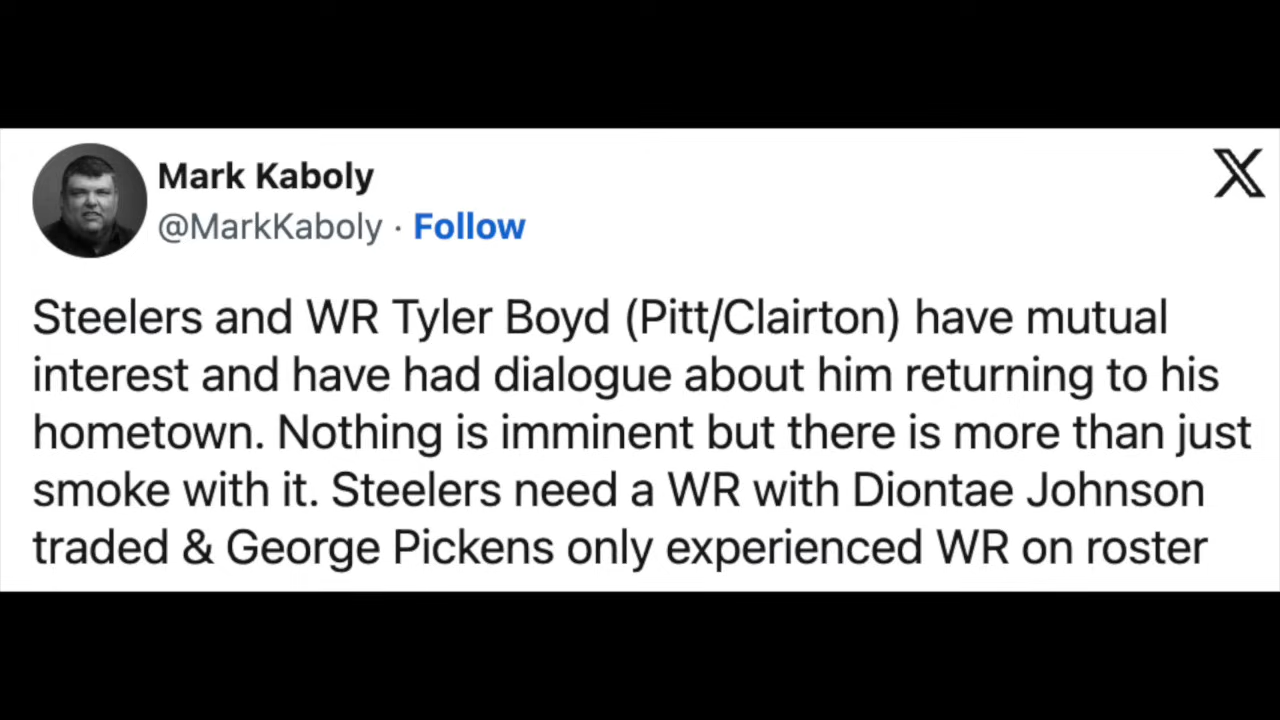 Mark Kaboly
@MarkKaboly · Follow
Steelers and WR Tyler Boyd (Pitt/Clairton) have mutual
interest and have had dialogue about him returning to his
hometown. Nothing is imminent but there is more than just
smoke with it. Steelers need a WR with Diontae Johnson
traded & George Pickens only experienced WR on roster